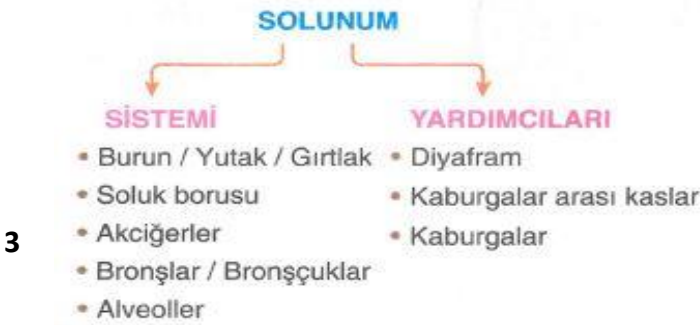 SOLUNUM
SİSTEMİ
• Burun / Yutak / Gırtlak
• Soluk borusu
• Akciğerler
• Bronşlar / Bronşçuklar
• Alveoller
YARDIMCILARI
• Diyafram
• Kaburgalar arası kaslar
• Kaburgalar
3